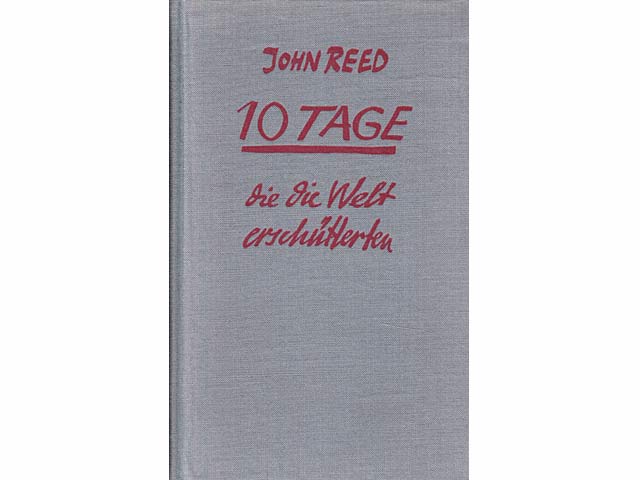 JOHN REED
10 TAGE
die die Welt
erschütterten